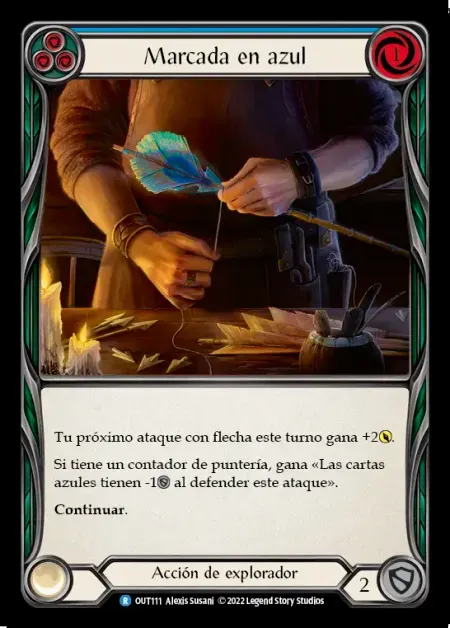 Marcada en azul
1
Tu próximo ataque con flecha este turno gana +2.
Si tiene un contador de puntería, gana «Las cartas
azules tienen -1 al defender este ataque».
Continuar.
Acción de explorador
2
R OUT111 Alexis Susani © 2022 Legend Story Studios